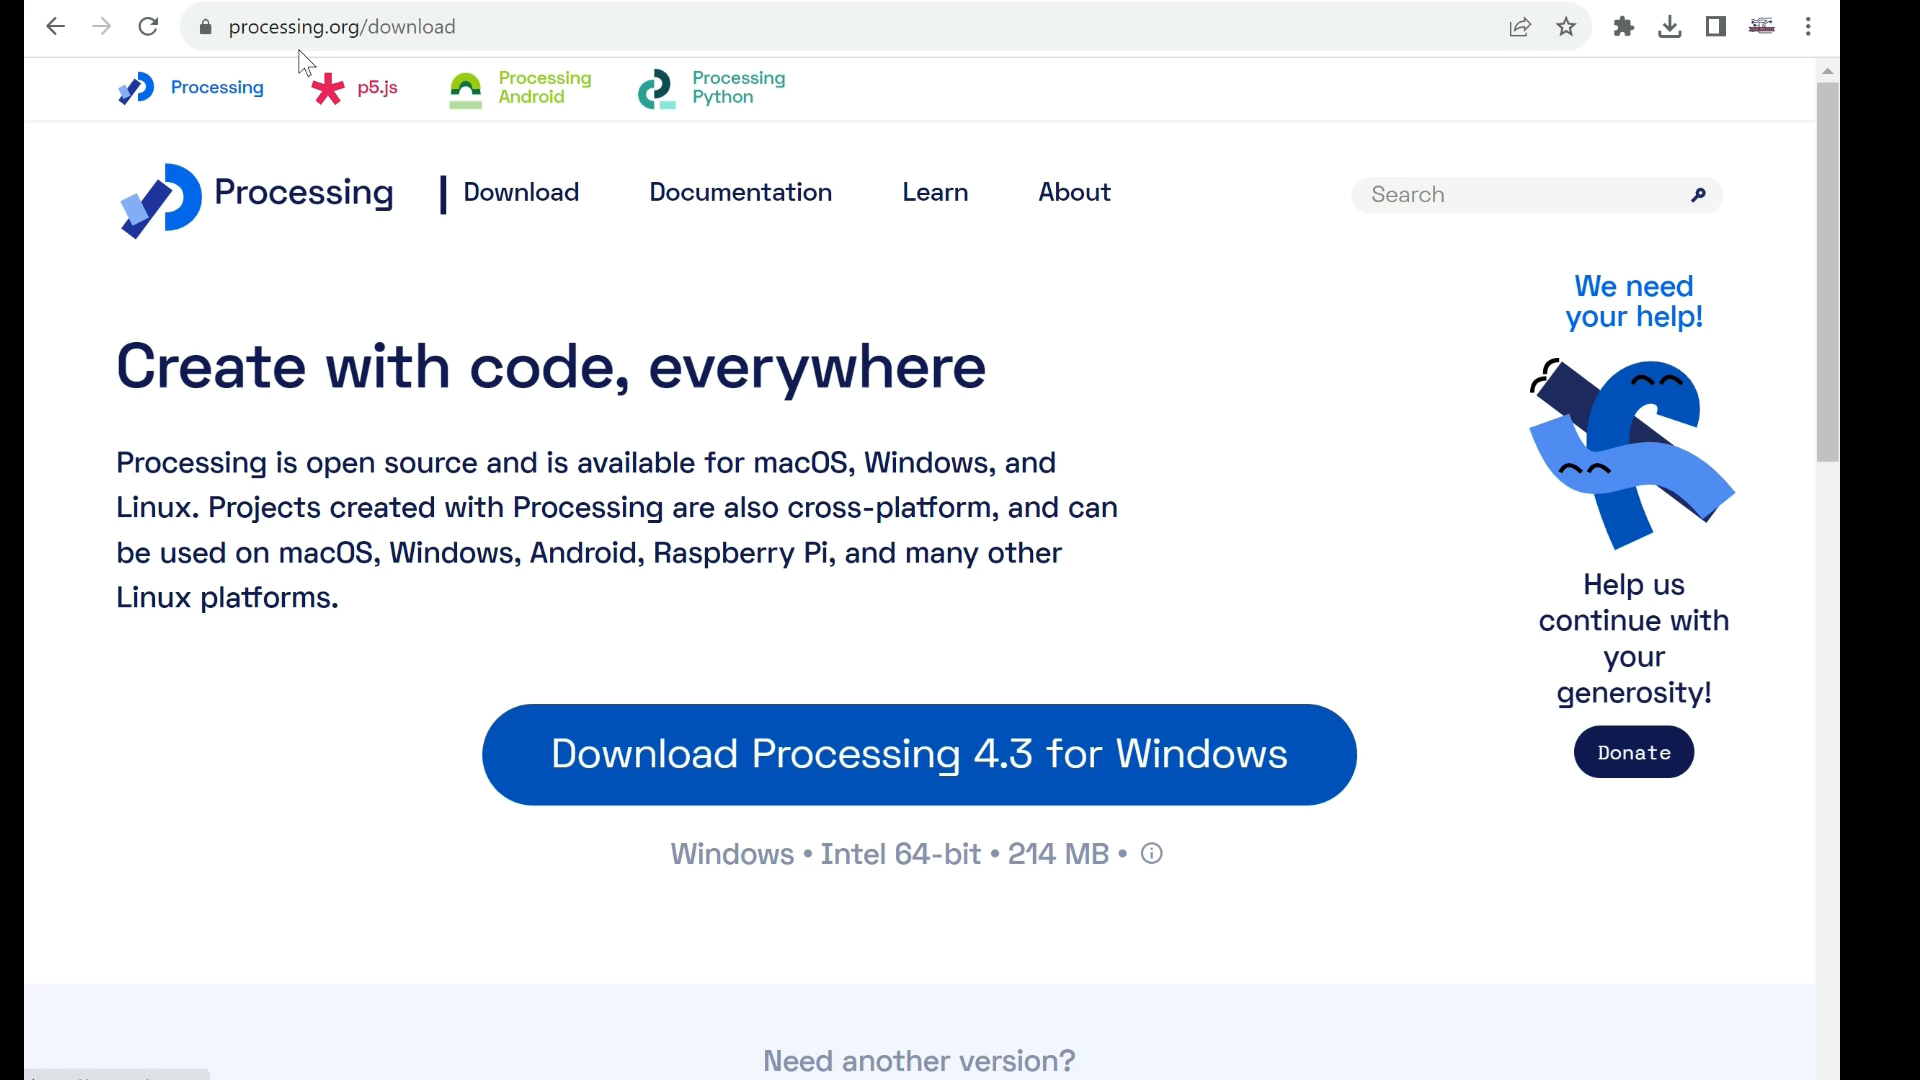 processing.org/download
Processing
p5.js
Processing
Android
Processing
Python
Processing
Download
Documentation
Learn
About
Search
We need
your help!
Create with code, everywhere
Processing is open source and is available for macOS, Windows, and
Linux. Projects created with Processing are also cross-platform, and can
be used on macOS, Windows, Android, Raspberry Pi, and many other
Linux platforms.
Help us
continue with
your
generosity!
Donate
Download Processing 4.3 for Windows
Windows • Intel 64-bit • 214 MB •
Need another version?